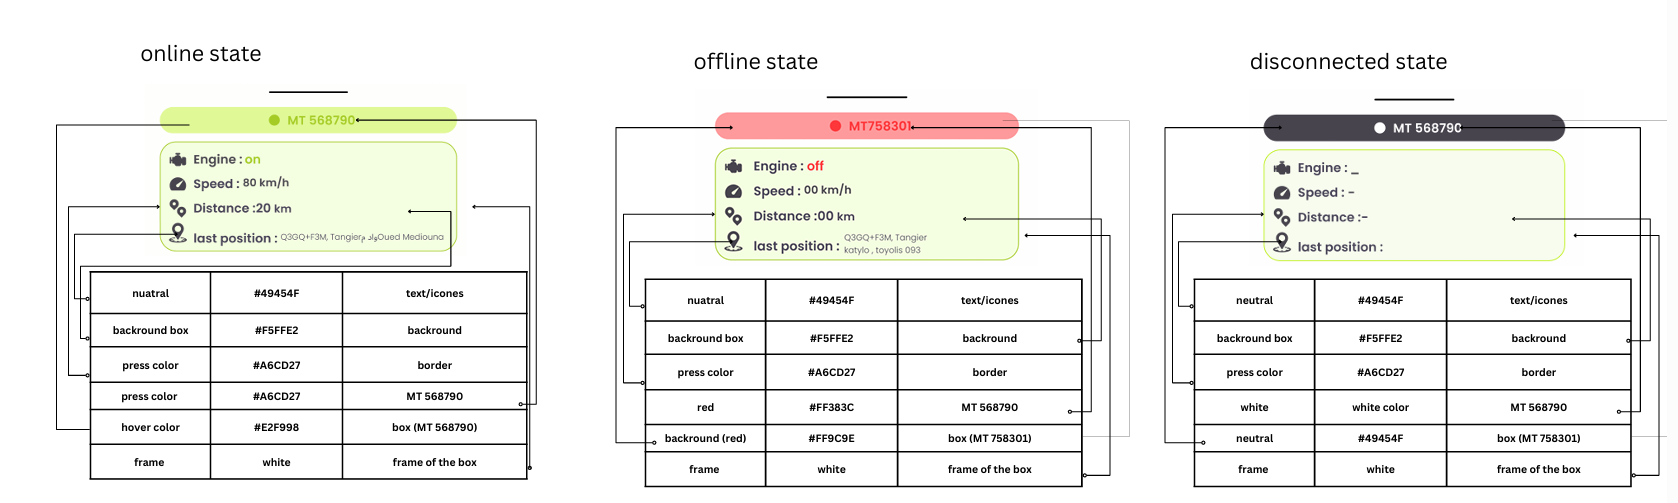 online state
MT 568790
Engine : on
Speed : 80 km/h
Distance :20 km
last position : Q3GQ+F3M, Tangierواد مOued Mediouna
nuatral #49454F text/icones
backround box #F5FFE2 backround
press color #A6CD27 border
press color #A6CD27 MT 568790
hover color #E2F998 box (MT 568790)
frame white frame of the box
offline state
MT758301
Engine : off
Speed : 00 km/h
Distance :00 km
last position : Q3GQ+F3M, Tangier
katylo , toyolis 093
nuatral #49454F text/icones
backround box #F5FFE2 backround
press color #A6CD27 border
red #FF383C MT 568790
backround (red) #FF9C9E box (MT 758301)
frame white frame of the box
disconnected state
MT 568790
Engine : _
Speed : -
Distance :-
last position :
neutral #49454F text/icones
backround box #F5FFE2 backround
press color #A6CD27 border
white white color MT 568790
neutral #49454F box (MT 758301)
frame white frame of the box